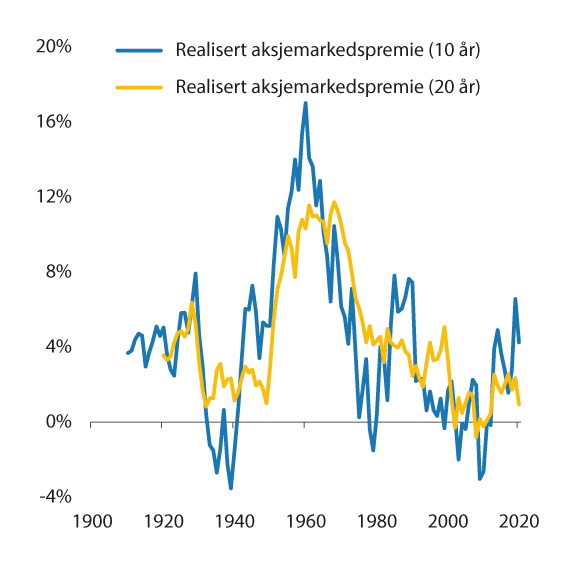 20%
Realisert aksjemarkedspremie (10 år)
Realisert aksjemarkedspremie (20 år)
16%
12%
8%
4%
0%
-4%
1900 1920 1940 1960 1980 2000 2020